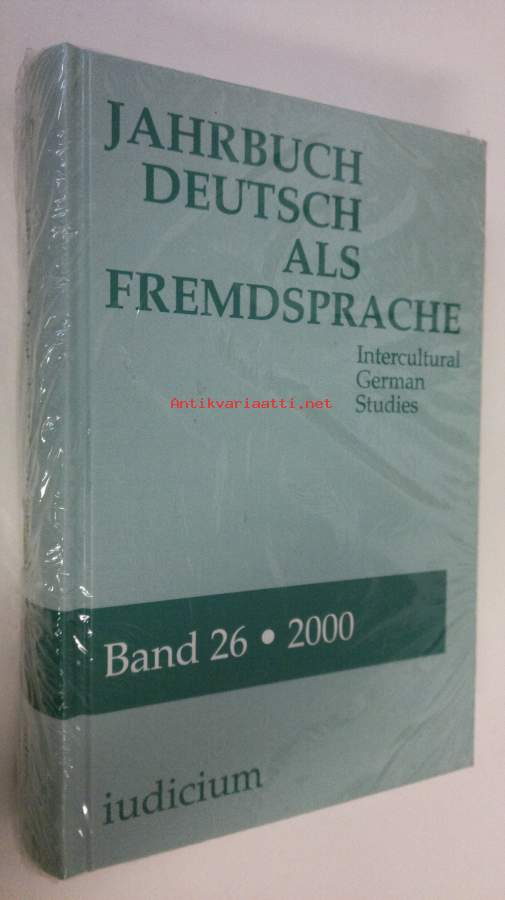 JAHRBUCH
DEUTSCH
ALS
FREMDSPRACHE
Intercultural
German
Studies
Antikvariaatti.net
Band 26 • 2000
iudicium